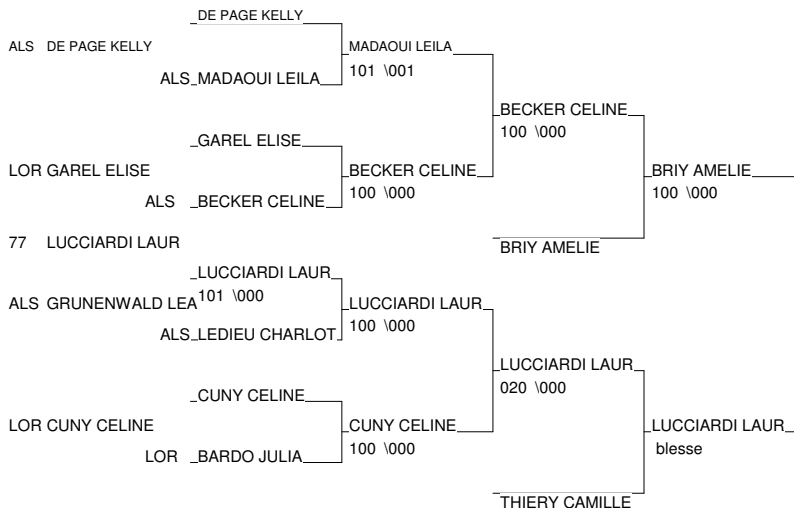 DE PAGE KELLY
ALS DE PAGE KELLY MADAOUI LEILA
101 \001
ALS MADAOUI LEILA
BECKER CELINE
100 \000
GAREL ELISE
LOR GAREL ELISE BECKER CELINE BRIY AMELIE
100 \000 100 \000
ALS BECKER CELINE
77 LUCCIARDI LAUR
BRIY AMELIE
LUCCIARDI LAUR
101 \000
ALS GRUNENWALD LEA LUCCIARDI LAUR
100 \000
ALS LEDIEU CHARLOT
LUCCIARDI LAUR
020 \000
CUNY CELINE
LOR CUNY CELINE CUNY CELINE LUCCIARDI LAUR
100 \000 blesse
LOR BARDO JULIA
THIERY CAMILLE